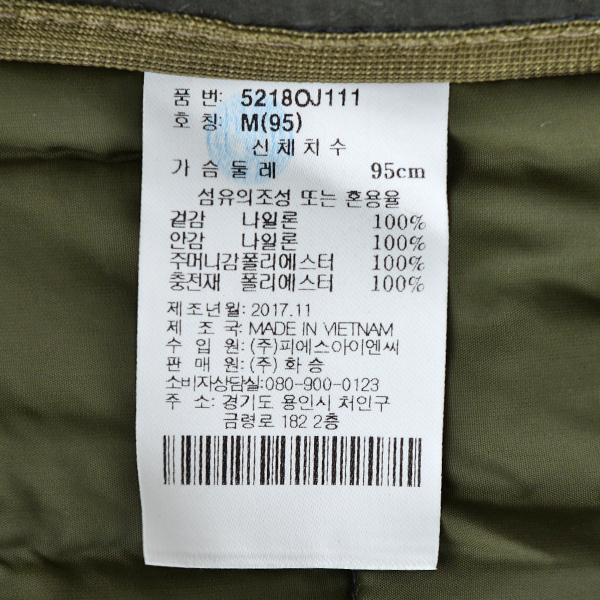 품 번: 5218OJ111
호 칭: M(95)
신 체 치 수
가 슴 둘 레 95cm
섬유의조성 또는 혼용율
겉감 나일론 100%
안감 나일론 100%
주머니감폴리에스터 100%
충전재 폴리에스터 100%
제조년월: 2017.11
제 조 국: MADE IN VIETNAM
수 입 원: (주)피에스아이엔씨
판 매 원: (주) 화 승
소비자상담실:080-900-0123
주 소: 경기도 용인시 처인구
금령로 182 2층